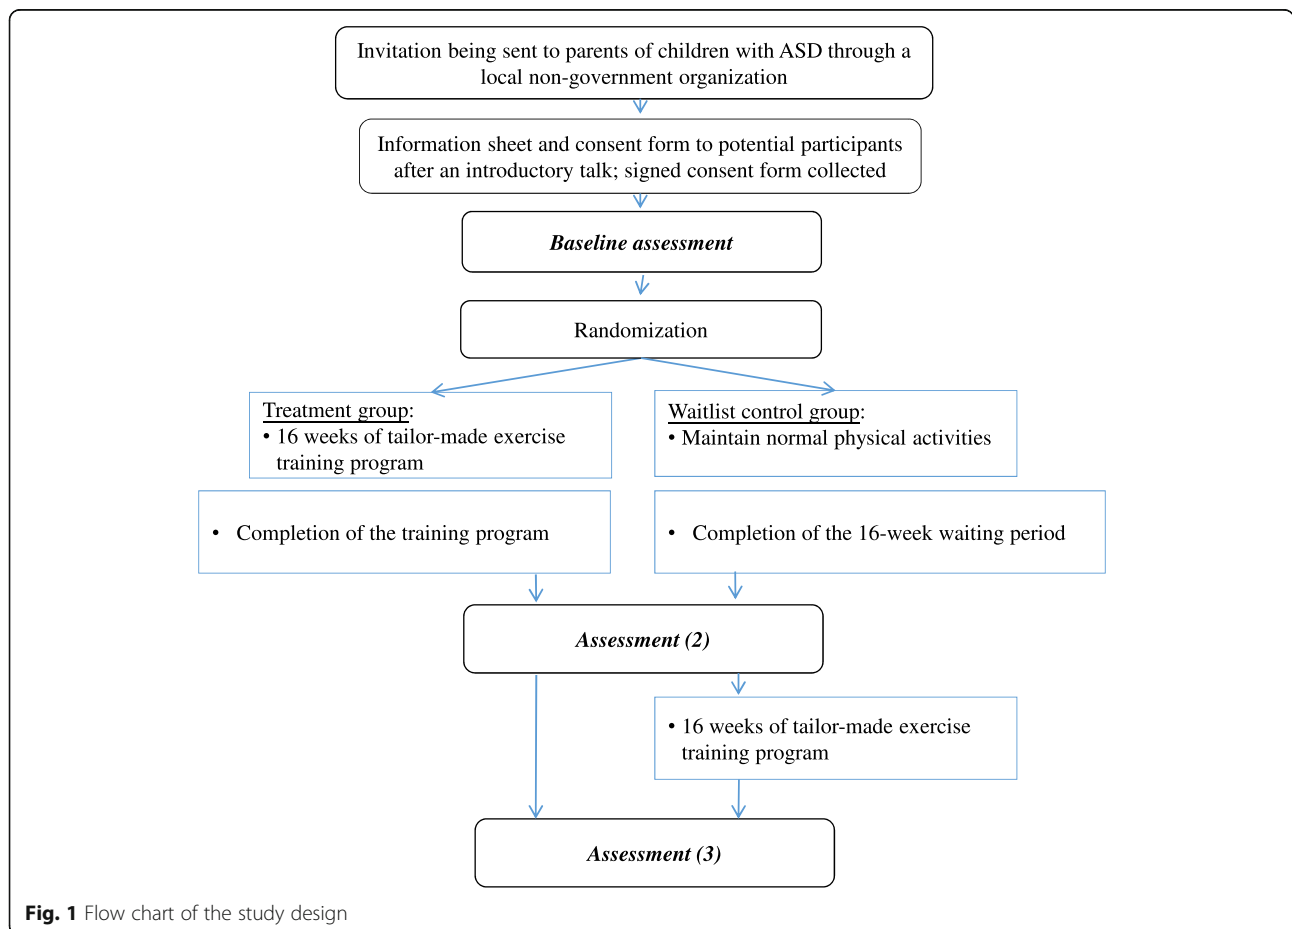 Invitation being sent to parents of children with ASD through a
local non-government organization
Information sheet and consent form to potential participants
after an introductory talk; signed consent form collected
Baseline assessment
Randomization
Treatment group:
• 16 weeks of tailor-made exercise
training program
Waitlist control group:
• Maintain normal physical activities
• Completion of the training program
• Completion of the 16-week waiting period
Assessment (2)
• 16 weeks of tailor-made exercise
training program
Assessment (3)
Fig. 1 Flow chart of the study design